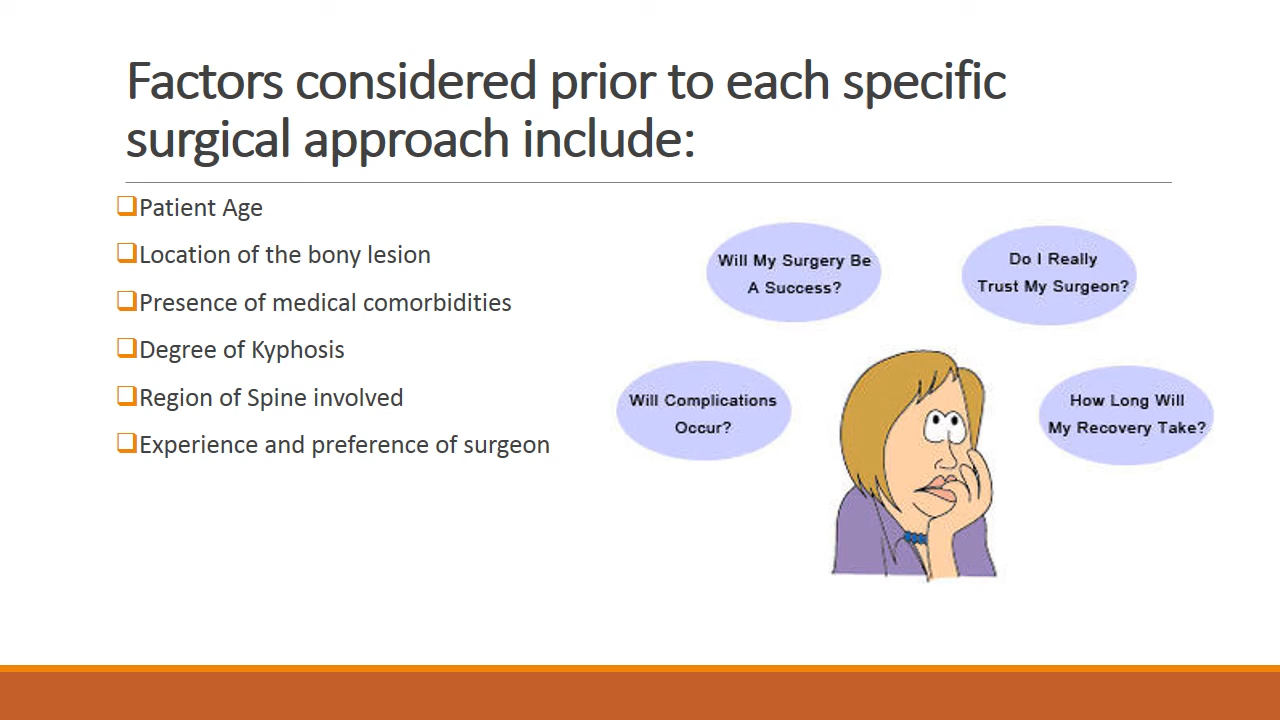 Factors considered prior to each specific
surgical approach include:
Patient Age
Location of the bony lesion
Presence of medical comorbidities
Degree of Kyphosis
Region of Spine involved
Experience and preference of surgeon
Will My Surgery Be
A Success?
Do I Really
Trust My Surgeon?
Will Complications
Occur?
How Long Will
My Recovery Take?